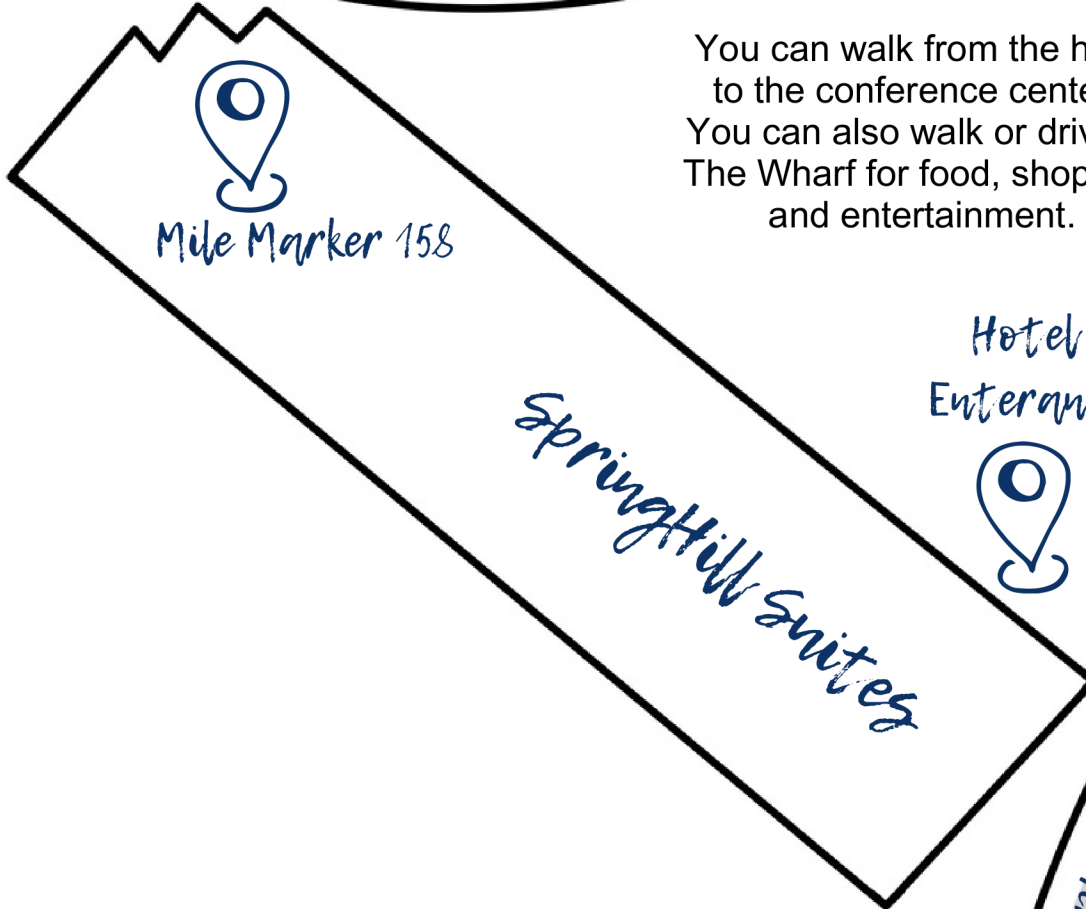 You can walk from the h
to the conference cente
You can also walk or driv
The Wharf for food, shop
and entertainment.
Mile Marker 158
Hotel
Enteran
SpringHill Suites